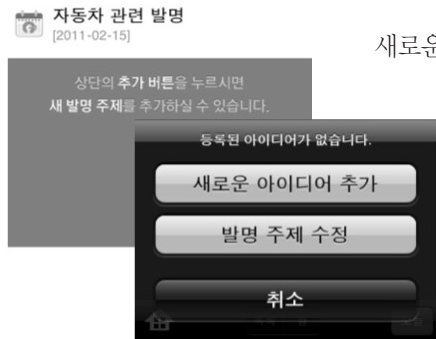 자동차 관련 발명
[2011-02-15]
새로운
상단의 추가 버튼을 누르시면
새 발명 주제를 추가하실 수 있습니다.
등록된 아이디어가 없습니다.
새로운 아이디어 추가
발명 주제 수정
취소